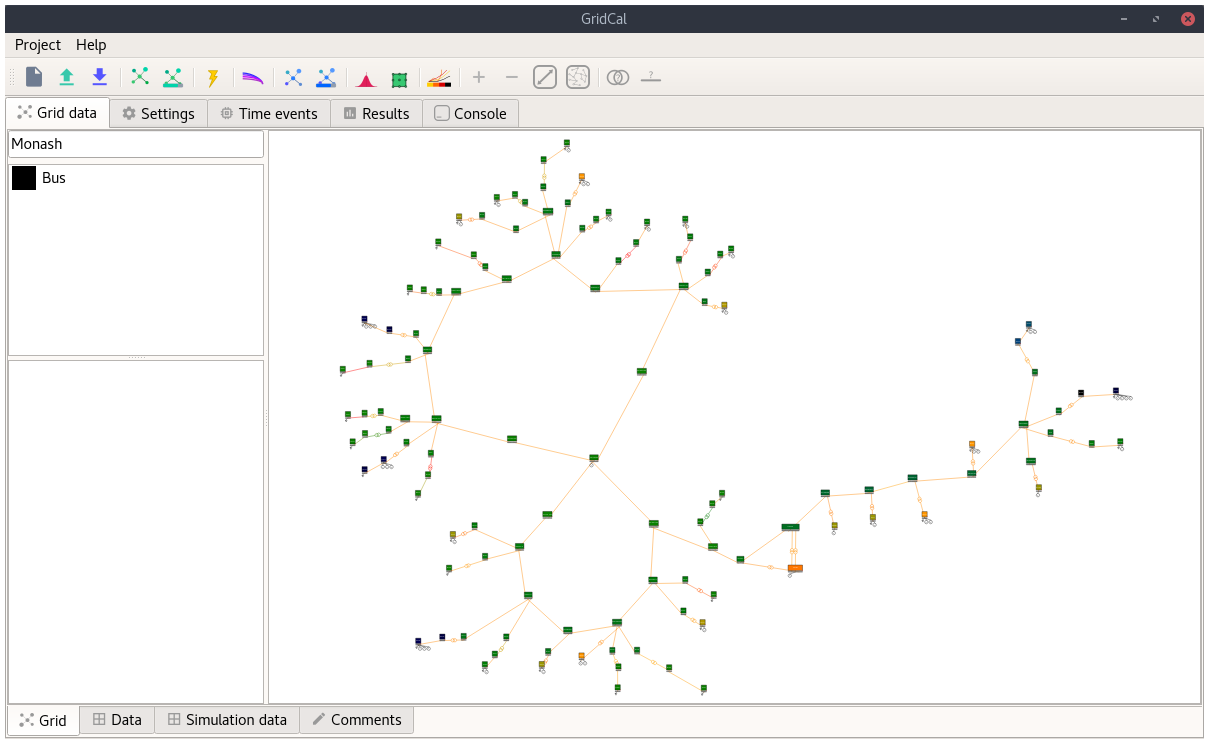 GridCal
Project Help
Grid data Settings Time events Results Console
Monash
Bus
Grid Data Simulation data Comments